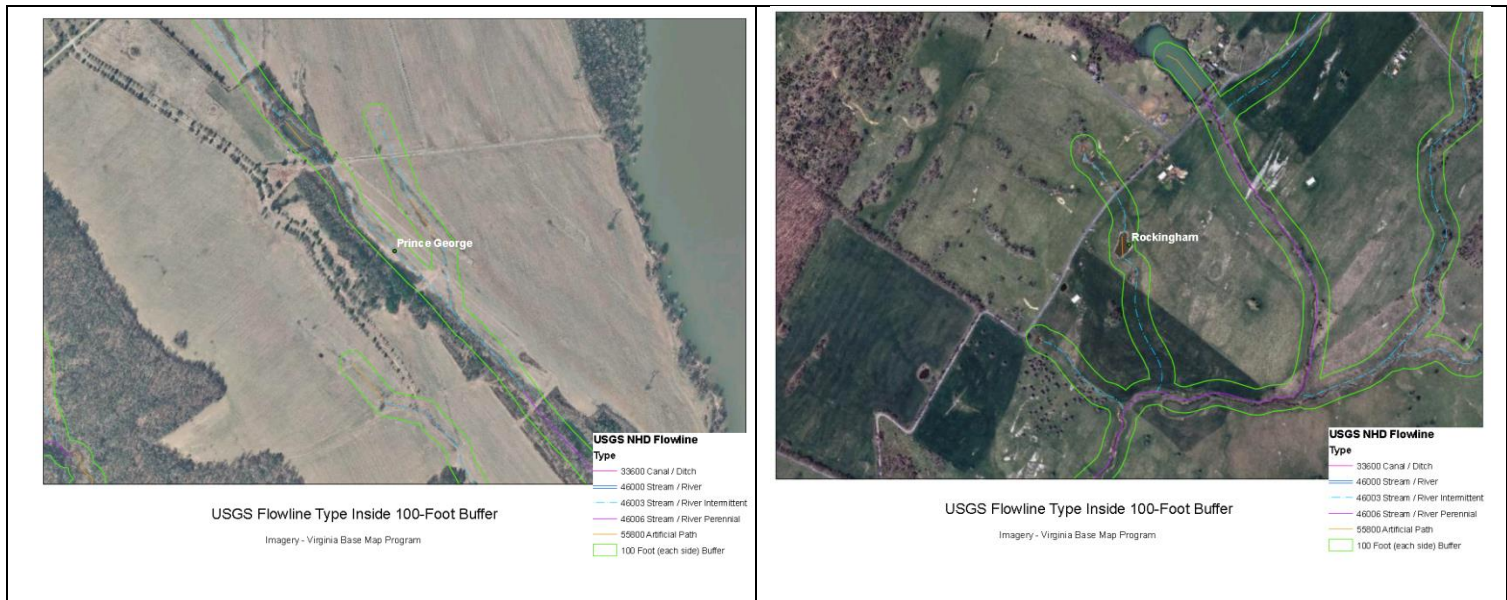 Prince George
USGS NHD Flowline
Type
33600 Canal / Ditch
46000 Stream / River
46003 Stream / River Intermittent
46006 Stream / River Perennial
55800 Artificial Path
100 Foot (each side) Buffer
USGS Flowline Type Inside 100-Foot Buffer
Imagery - Virginia Base Map Program
Rockingham
USGS NHD Flowline
Type
33600 Canal / Ditch
46000 Stream / River
46003 Stream / River Intermittent
46006 Stream / River Perennial
55800 Artificial Path
100 Foot (each side) Buffer
USGS Flowline Type Inside 100-Foot Buffer
Imagery - Virginia Base Map Program